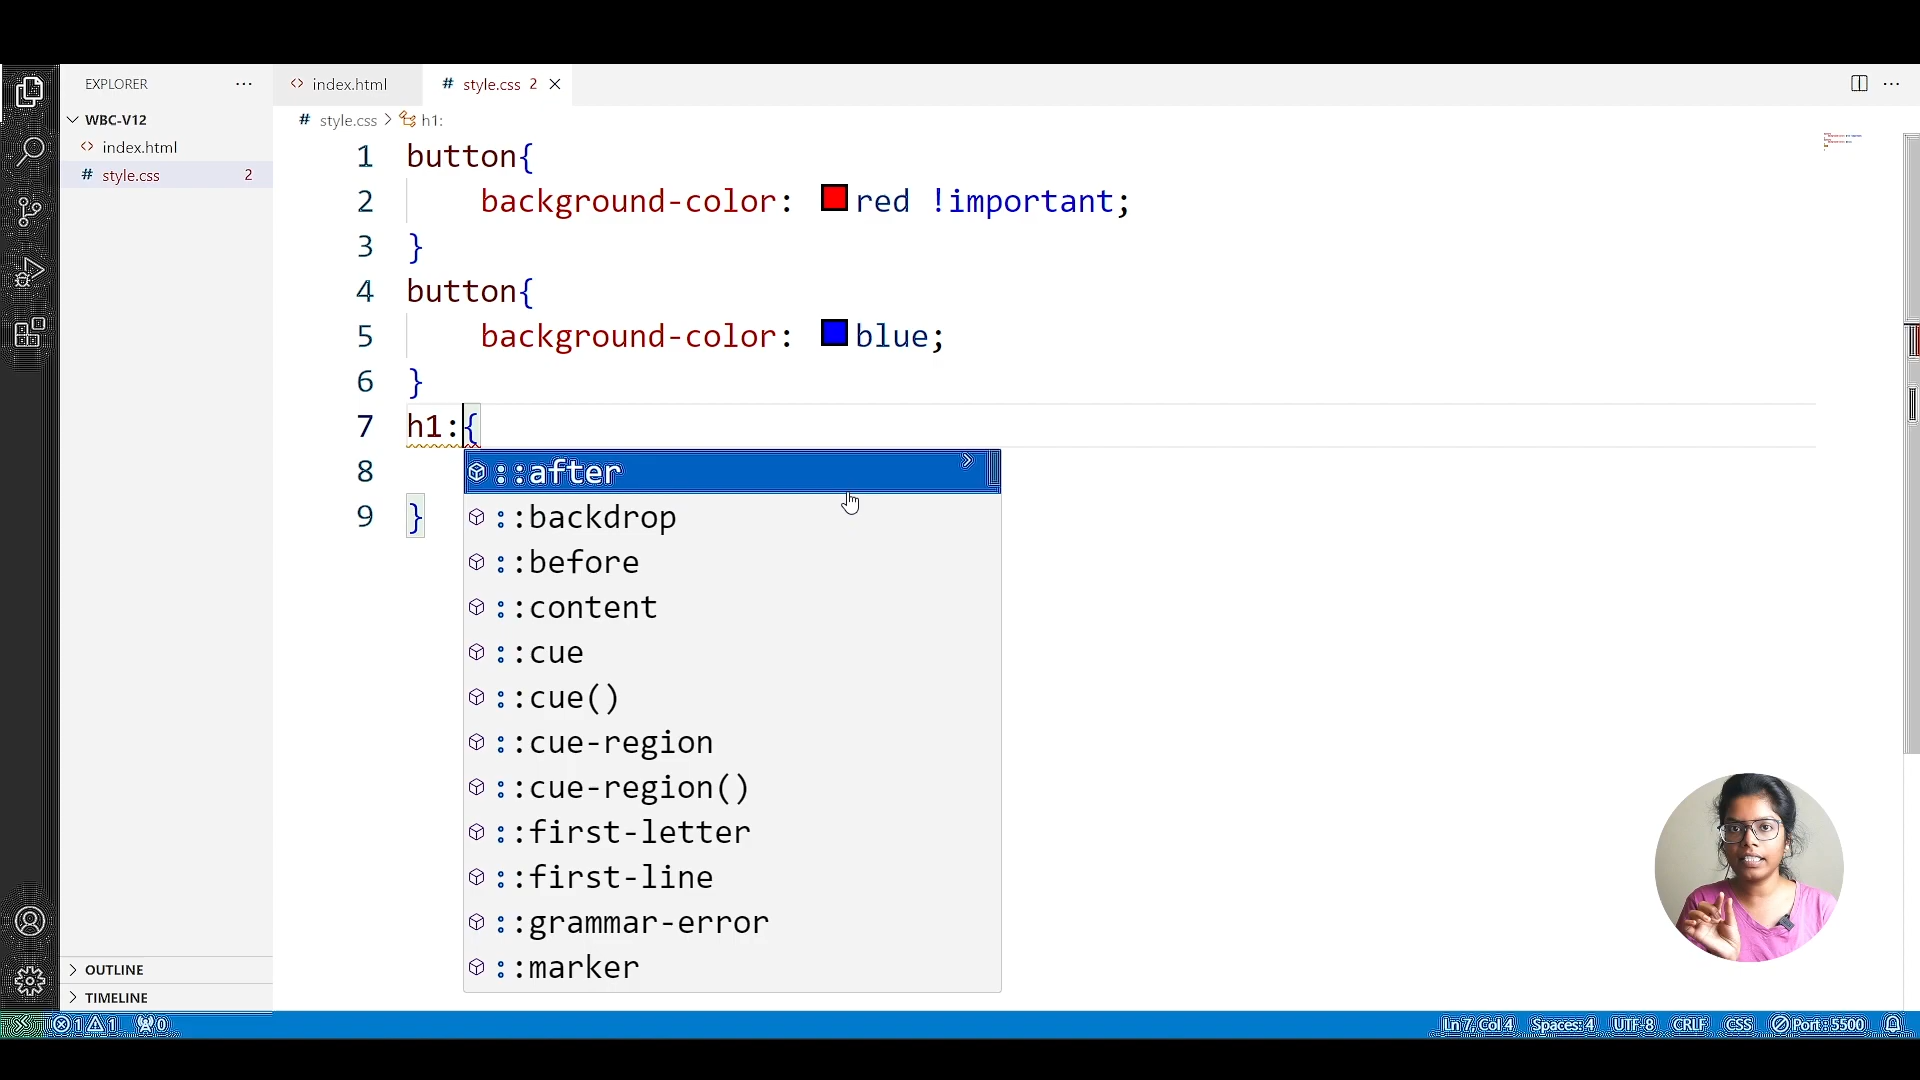 EXPLORER
index.html
# style.css 2
WBC-V12
# style.css > h1:
index.html
# style.css 2
1 button{
2 background-color: red !important;
3 }
4 button{
5 background-color: blue;
6 }
7 h1:{
8 ::after
::backdrop
9 }
::before
::content
::cue
::cue()
::cue-region
::cue-region()
::first-letter
::first-line
::grammar-error
::marker
OUTLINE
TIMELINE
1 1 0 Ln 7, Col 4 Spaces: 4 UTF-8 CRLF CSS Port : 5500